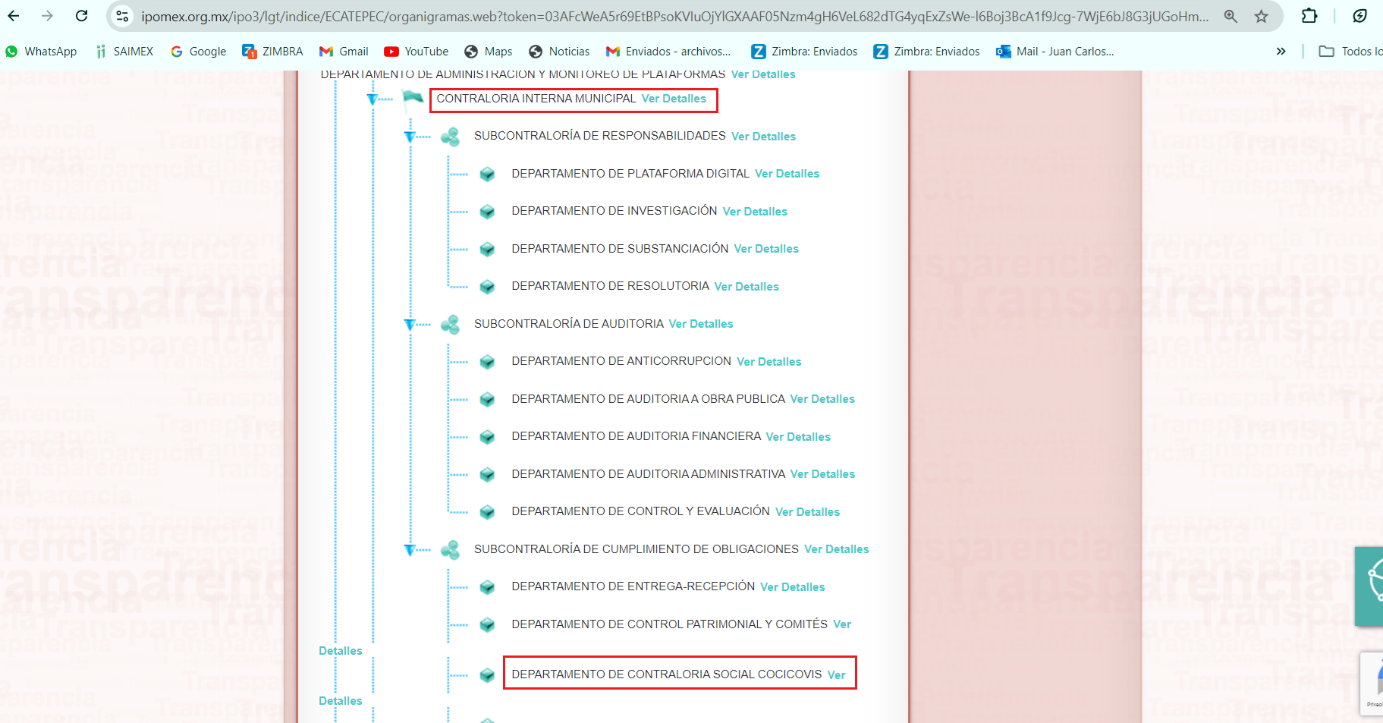 ipomex.org.mx/ipo3/lgt/indice/ECATEPEC/organigramas.web?token=03AFcWeA5r69EtBPsoKVIuOjYlGXAAF05Nzm4gH6VeL682dTG4yqExZsWe-l6Boj3BcA1f9Jcg-7WjE6bJ8G3jUGoHm...
WhatsApp SAIMEX Google ZIMBRA Gmail YouTube Maps Noticias Enviados - archivos... Zimbra: Enviados Zimbra: Enviados Mail - Juan Carlos... » Todos lo
DEPARTAMENTO DE ADMINISTRACION Y MONITOREO DE PLATAFORMAS Ver Detalles
CONTRALORIA INTERNA MUNICIPAL Ver Detalles
SUBCONTRALORÍA DE RESPONSABILIDADES Ver Detalles
DEPARTAMENTO DE PLATAFORMA DIGITAL Ver Detalles
DEPARTAMENTO DE INVESTIGACIÓN Ver Detalles
DEPARTAMENTO DE SUBSTANCIACIÓN Ver Detalles
DEPARTAMENTO DE RESOLUTORIA Ver Detalles
SUBCONTRALORÍA DE AUDITORIA Ver Detalles
DEPARTAMENTO DE ANTICORRUPCION Ver Detalles
DEPARTAMENTO DE AUDITORIA A OBRA PUBLICA Ver Detalles
DEPARTAMENTO DE AUDITORIA FINANCIERA Ver Detalles
DEPARTAMENTO DE AUDITORIA ADMINISTRATIVA Ver Detalles
DEPARTAMENTO DE CONTROL Y EVALUACIÓN Ver Detalles
SUBCONTRALORÍA DE CUMPLIMIENTO DE OBLIGACIONES Ver Detalles
DEPARTAMENTO DE ENTREGA-RECEPCIÓN Ver Detalles
DEPARTAMENTO DE CONTROL PATRIMONIAL Y COMITÉS Ver
Detalles
DEPARTAMENTO DE CONTRALORIA SOCIAL COCICOVIS Ver
Detalles